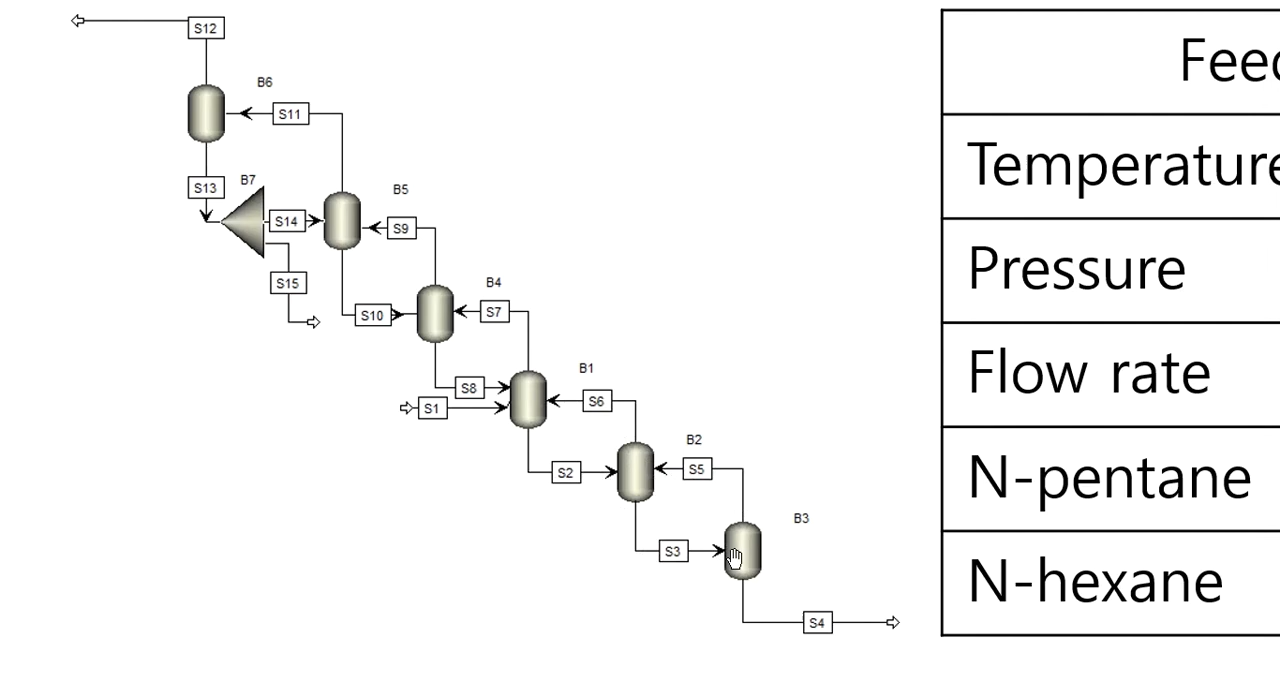 S12
B6
S11
S13
B7
B5
S14
S9
S15
B4
S10
S7
B1
S8
S1
S6
B2
S2
S5
B3
S3
S4
Feed
Temperature
Pressure
Flow rate
N-pentane
N-hexane